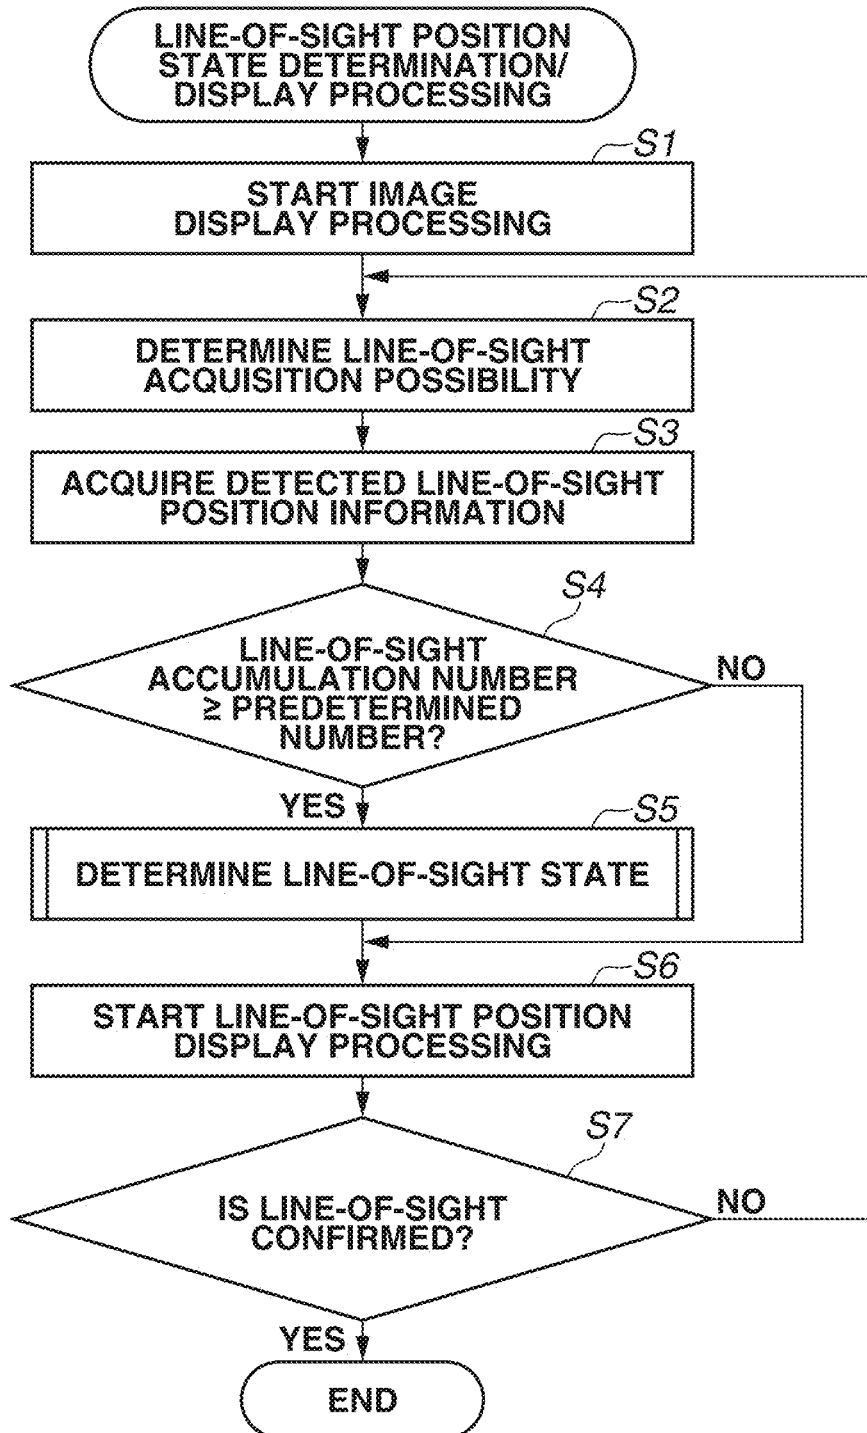 LINE-OF-SIGHT POSITION
STATE DETERMINATION/
DISPLAY PROCESSING
S1
START IMAGE
DISPLAY PROCESSING
S2
DETERMINE LINE-OF-SIGHT
ACQUISITION POSSIBILITY
S3
ACQUIRE DETECTED LINE-OF-SIGHT
POSITION INFORMATION
S4
LINE-OF-SIGHT
ACCUMULATION NUMBER
≥ PREDETERMINED
NUMBER?
NO
YES
S5
DETERMINE LINE-OF-SIGHT STATE
S6
START LINE-OF-SIGHT POSITION
DISPLAY PROCESSING
S7
IS LINE-OF-SIGHT
CONFIRMED?
NO
YES
END